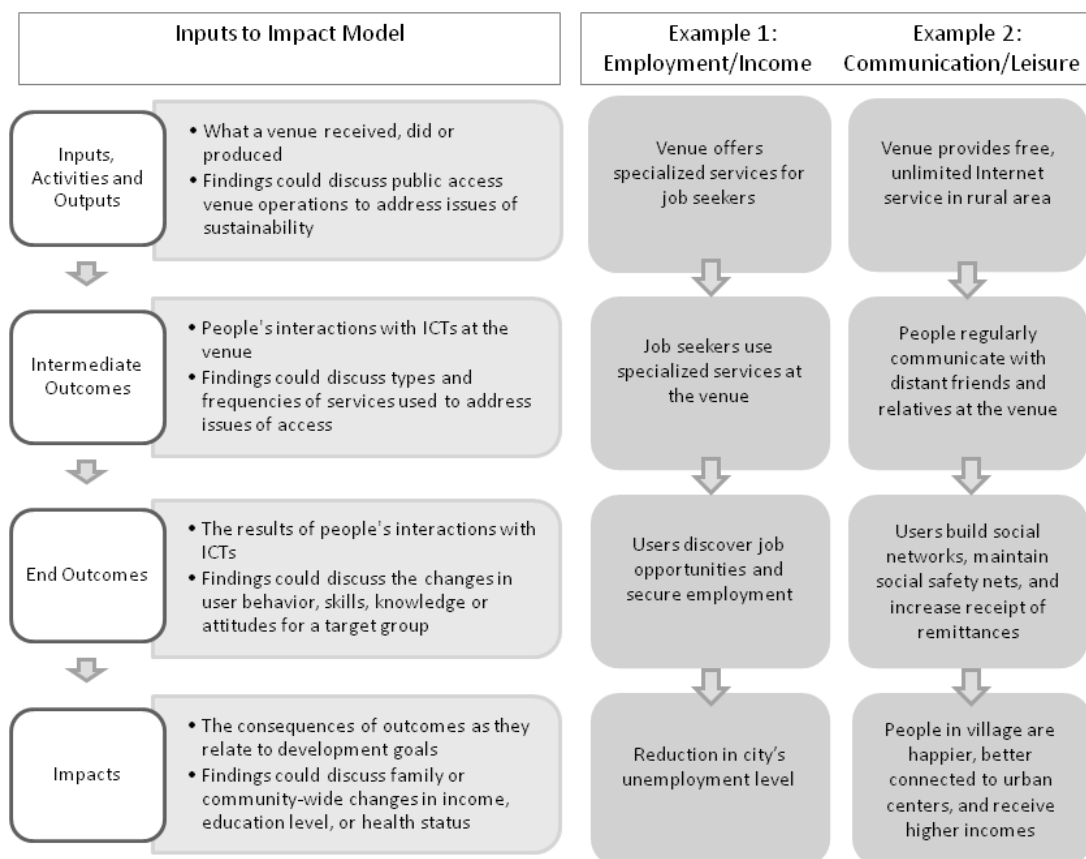 Inputs to Impact Model
Example 1:
Employment/Income
Example 2:
Communication/Leisure
Inputs,
Activities and
Outputs
• What a venue received, did or
produced
• Findings could discuss public access
venue operations to address issues of
sustainability
Venue offers
specialized services for
job seekers
Venue provides free,
unlimited Internet
service in rural area
Intermediate
Outcomes
• People's interactions with ICTs at the
venue
• Findings could discuss types and
frequencies of services used to address
issues of access
Job seekers use
specialized services at
the venue
People regularly
communicate with
distant friends and
relatives at the venue
End Outcomes
• The results of people's interactions with
ICTs
• Findings could discuss the changes in
user behavior, skills, knowledge or
attitudes for a target group
Users discover job
opportunities and
secure employment
Users build social
networks, maintain
social safety nets, and
increase receipt of
remittances
Impacts
• The consequences of outcomes as they
relate to development goals
• Findings could discuss family or
community-wide changes in income,
education level, or health status
Reduction in city’s
unemployment level
People in village are
happier, better
connected to urban
centers, and receive
higher incomes